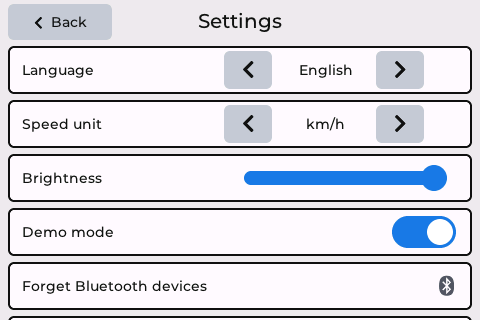 Back
Settings
Language
English
Speed unit
km/h
Brightness
Demo mode
Forget Bluetooth devices